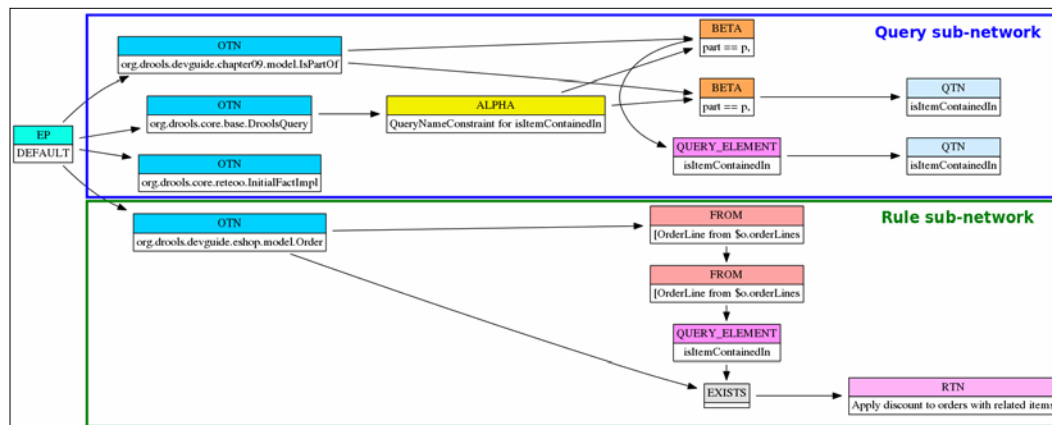 Query sub-network
OTN
org.drools.devguide.chapter09.model.IsPartOf
BETA
part == p,
OTN
org.drools.core.base.DroolsQuery
ALPHA
QueryNameConstraint for isItemContainedIn
BETA
part == p,
QTN
isItemContainedIn
EP
DEFAULT
OTN
org.drools.core.reteoo.InitialFactImpl
QUERY_ELEMENT
isItemContainedIn
QTN
isItemContainedIn
Rule sub-network
OTN
org.drools.devguide.eshop.model.Order
FROM
[OrderLine from $o.orderLines
FROM
[OrderLine from $o.orderLines
QUERY_ELEMENT
isItemContainedIn
EXISTS
RTN
Apply discount to orders with related items